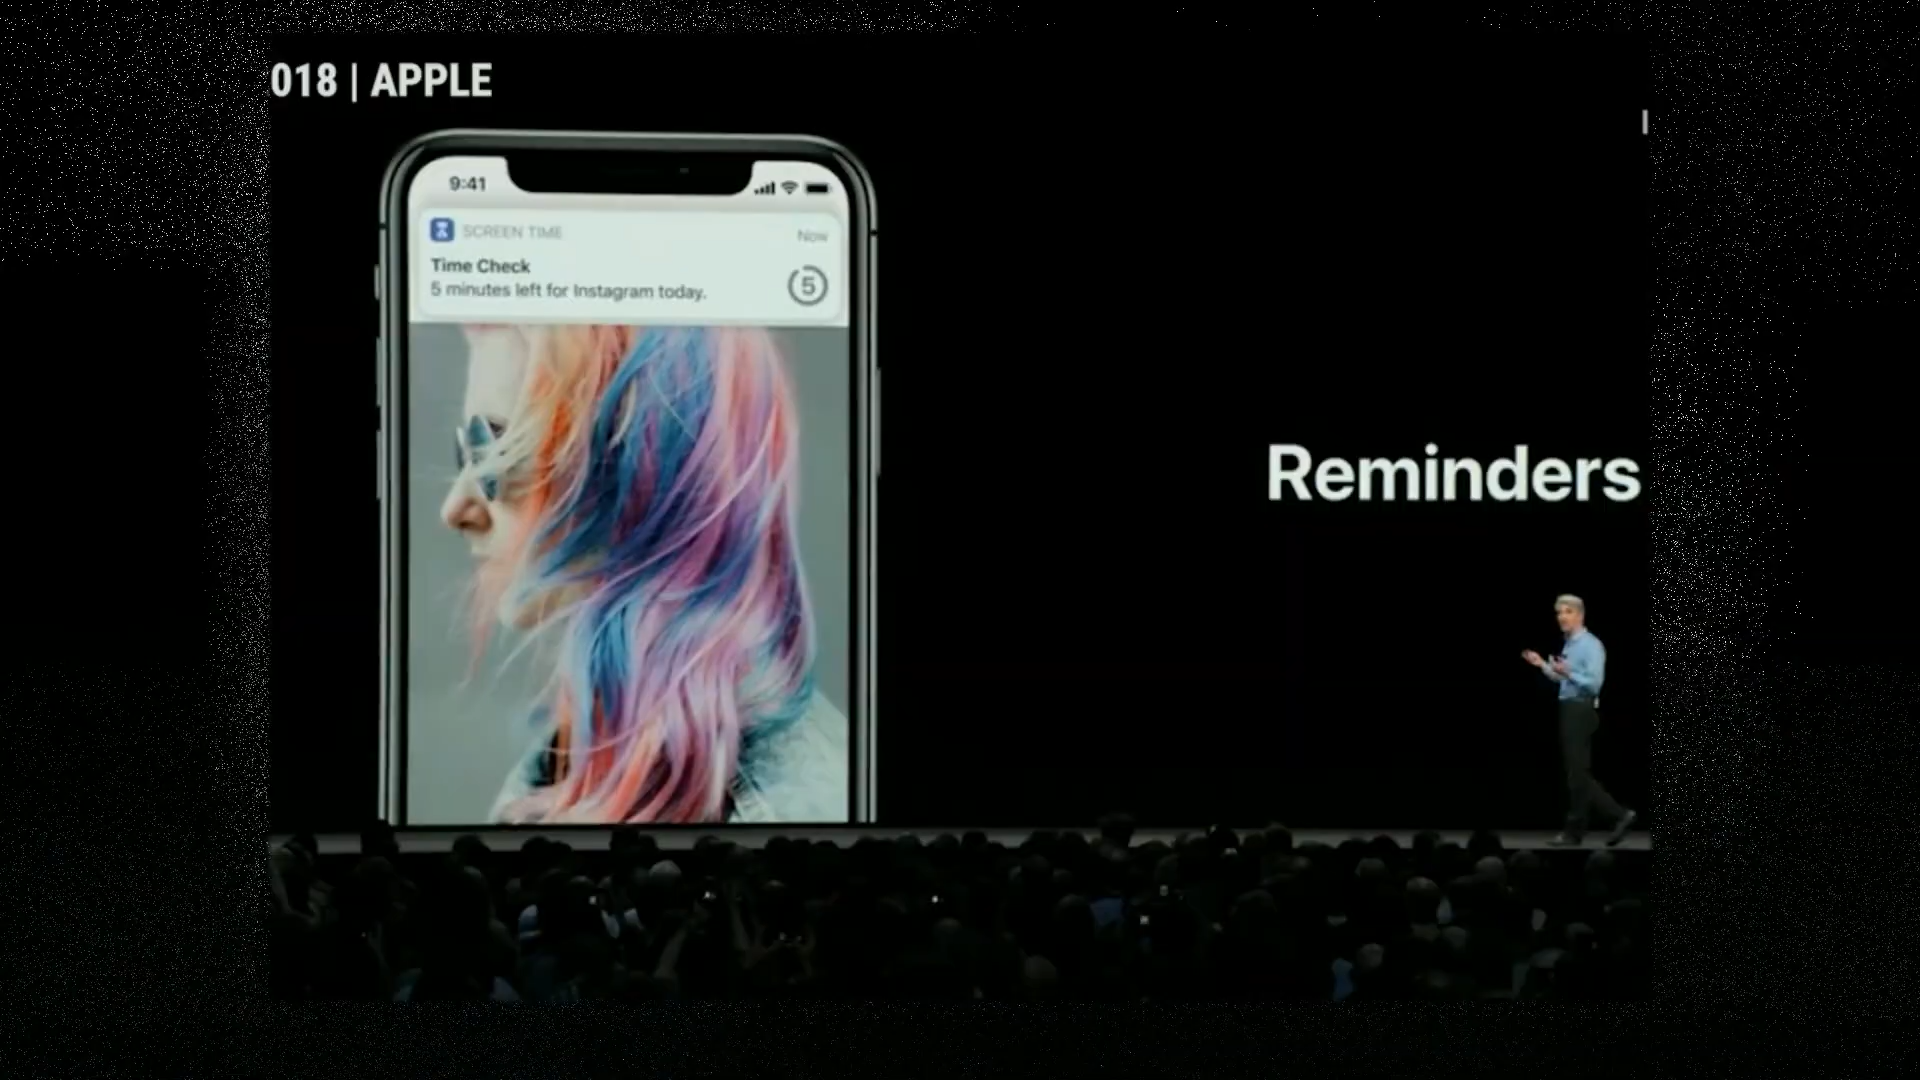 018 | APPLE
9:41
SCREEN TIME
Now
Time Check
5 minutes left for Instagram today.
5
Reminders